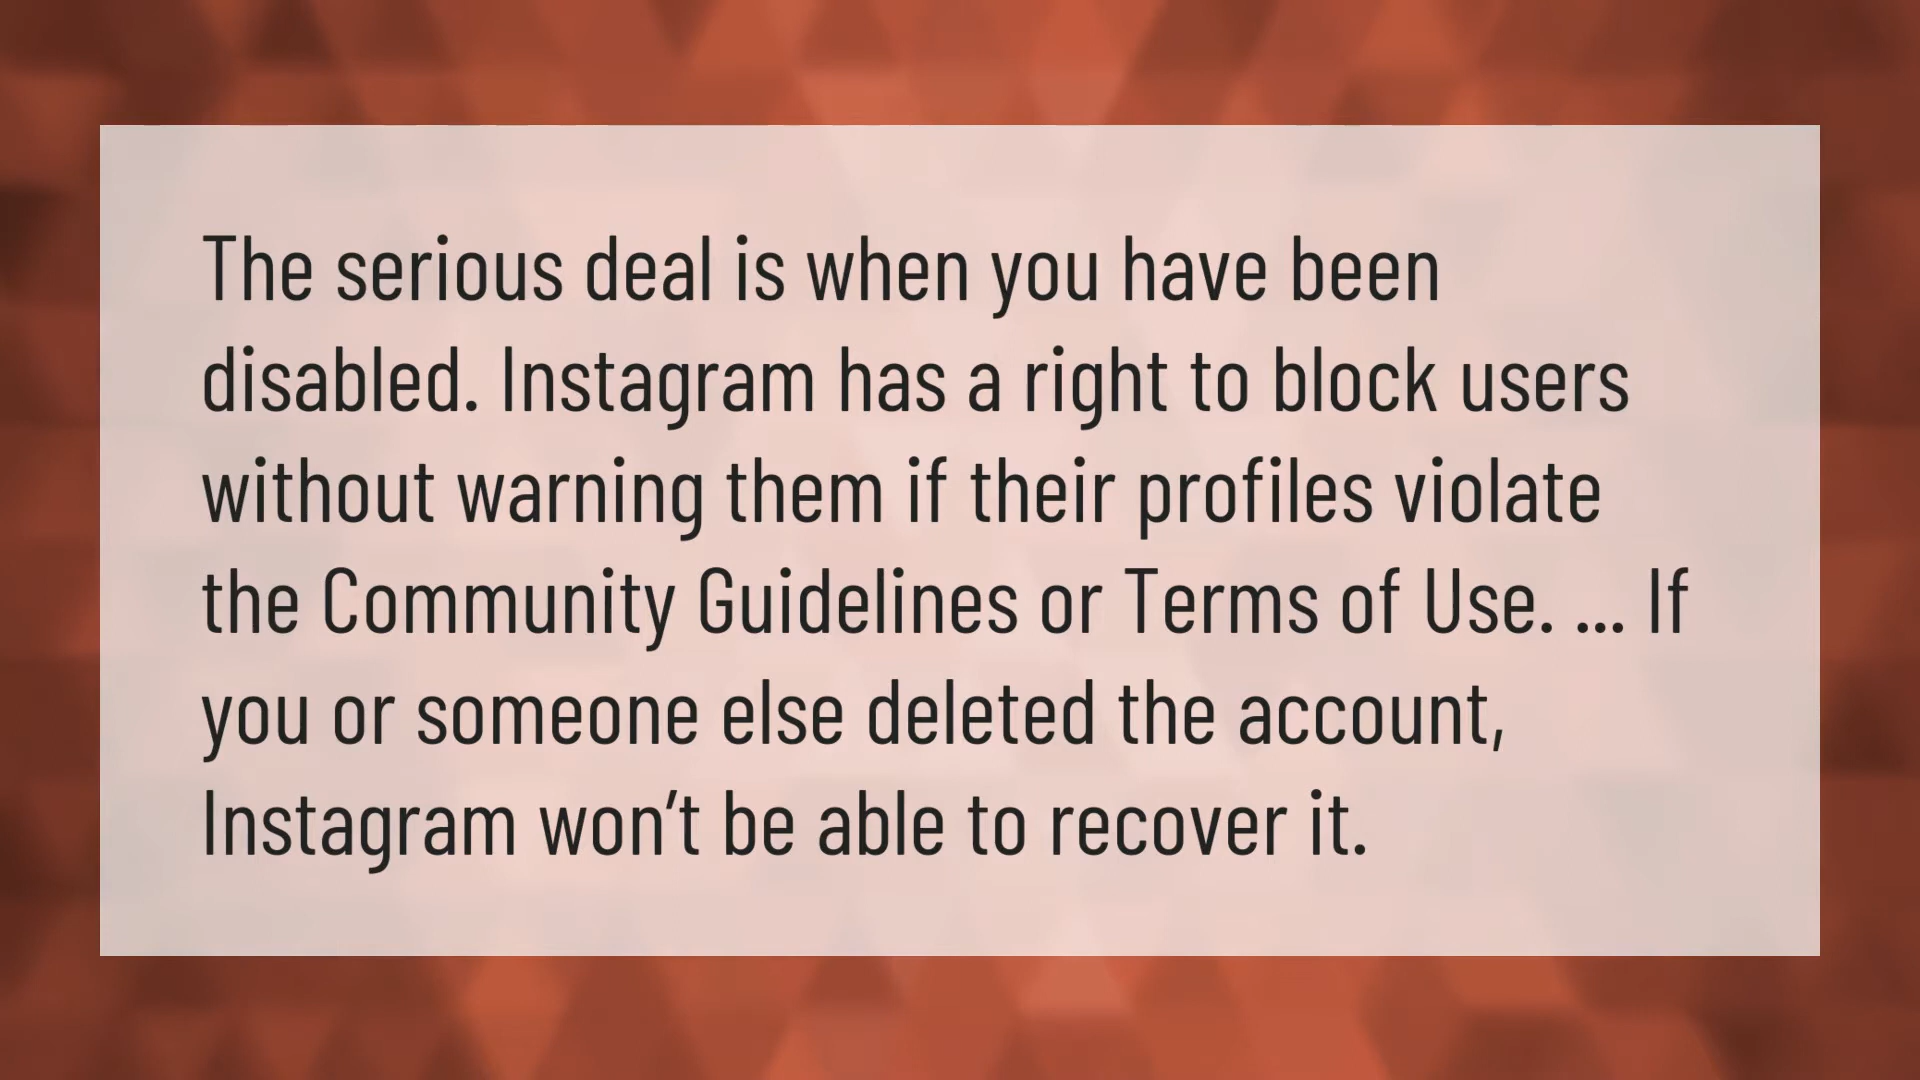 The serious deal is when you have been
disabled. Instagram has a right to block users
without warning them if their profiles violate
the Community Guidelines or Terms of Use. ... If
you or someone else deleted the account,
Instagram won’t be able to recover it.